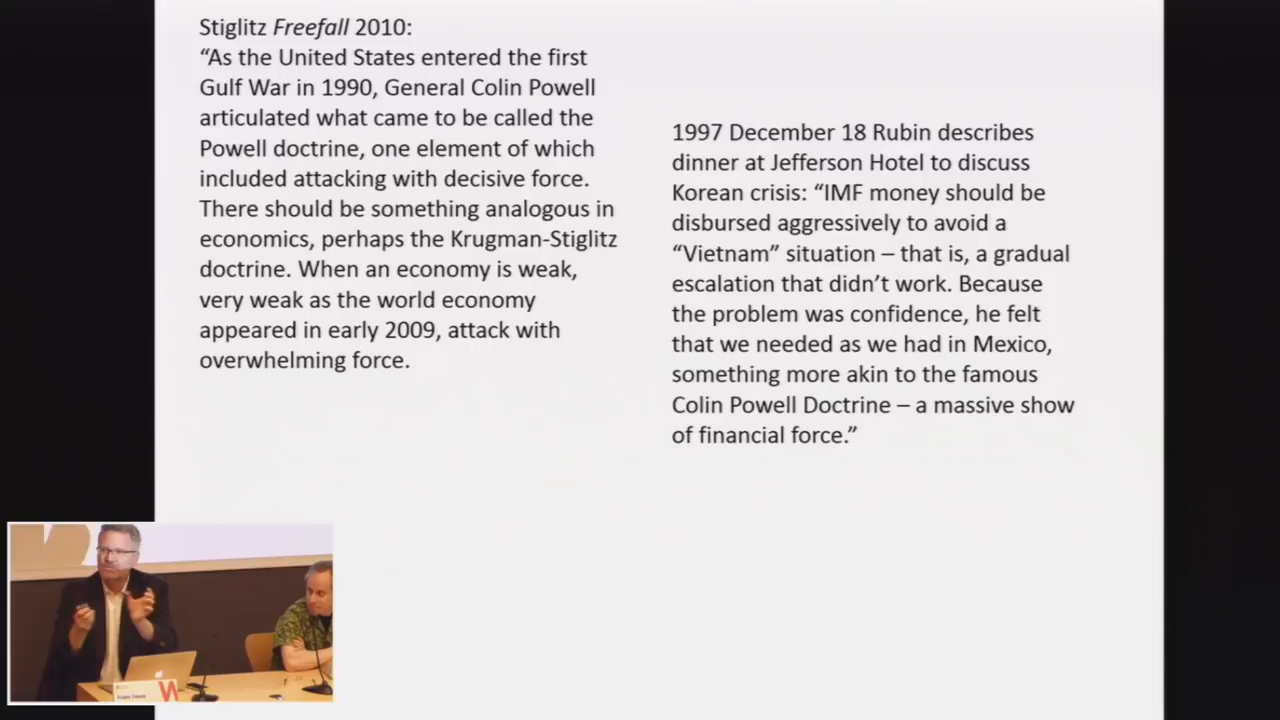 Stiglitz Freefall 2010:
“As the United States entered the first
Gulf War in 1990, General Colin Powell
articulated what came to be called the
Powell doctrine, one element of which
included attacking with decisive force.
There should be something analogous in
economics, perhaps the Krugman-Stiglitz
doctrine. When an economy is weak,
very weak as the world economy
appeared in early 2009, attack with
overwhelming force.
1997 December 18 Rubin describes
dinner at Jefferson Hotel to discuss
Korean crisis: “IMF money should be
disbursed aggressively to avoid a
“Vietnam” situation – that is, a gradual
escalation that didn’t work. Because
the problem was confidence, he felt
that we needed as we had in Mexico,
something more akin to the famous
Colin Powell Doctrine – a massive show
of financial force.”
W